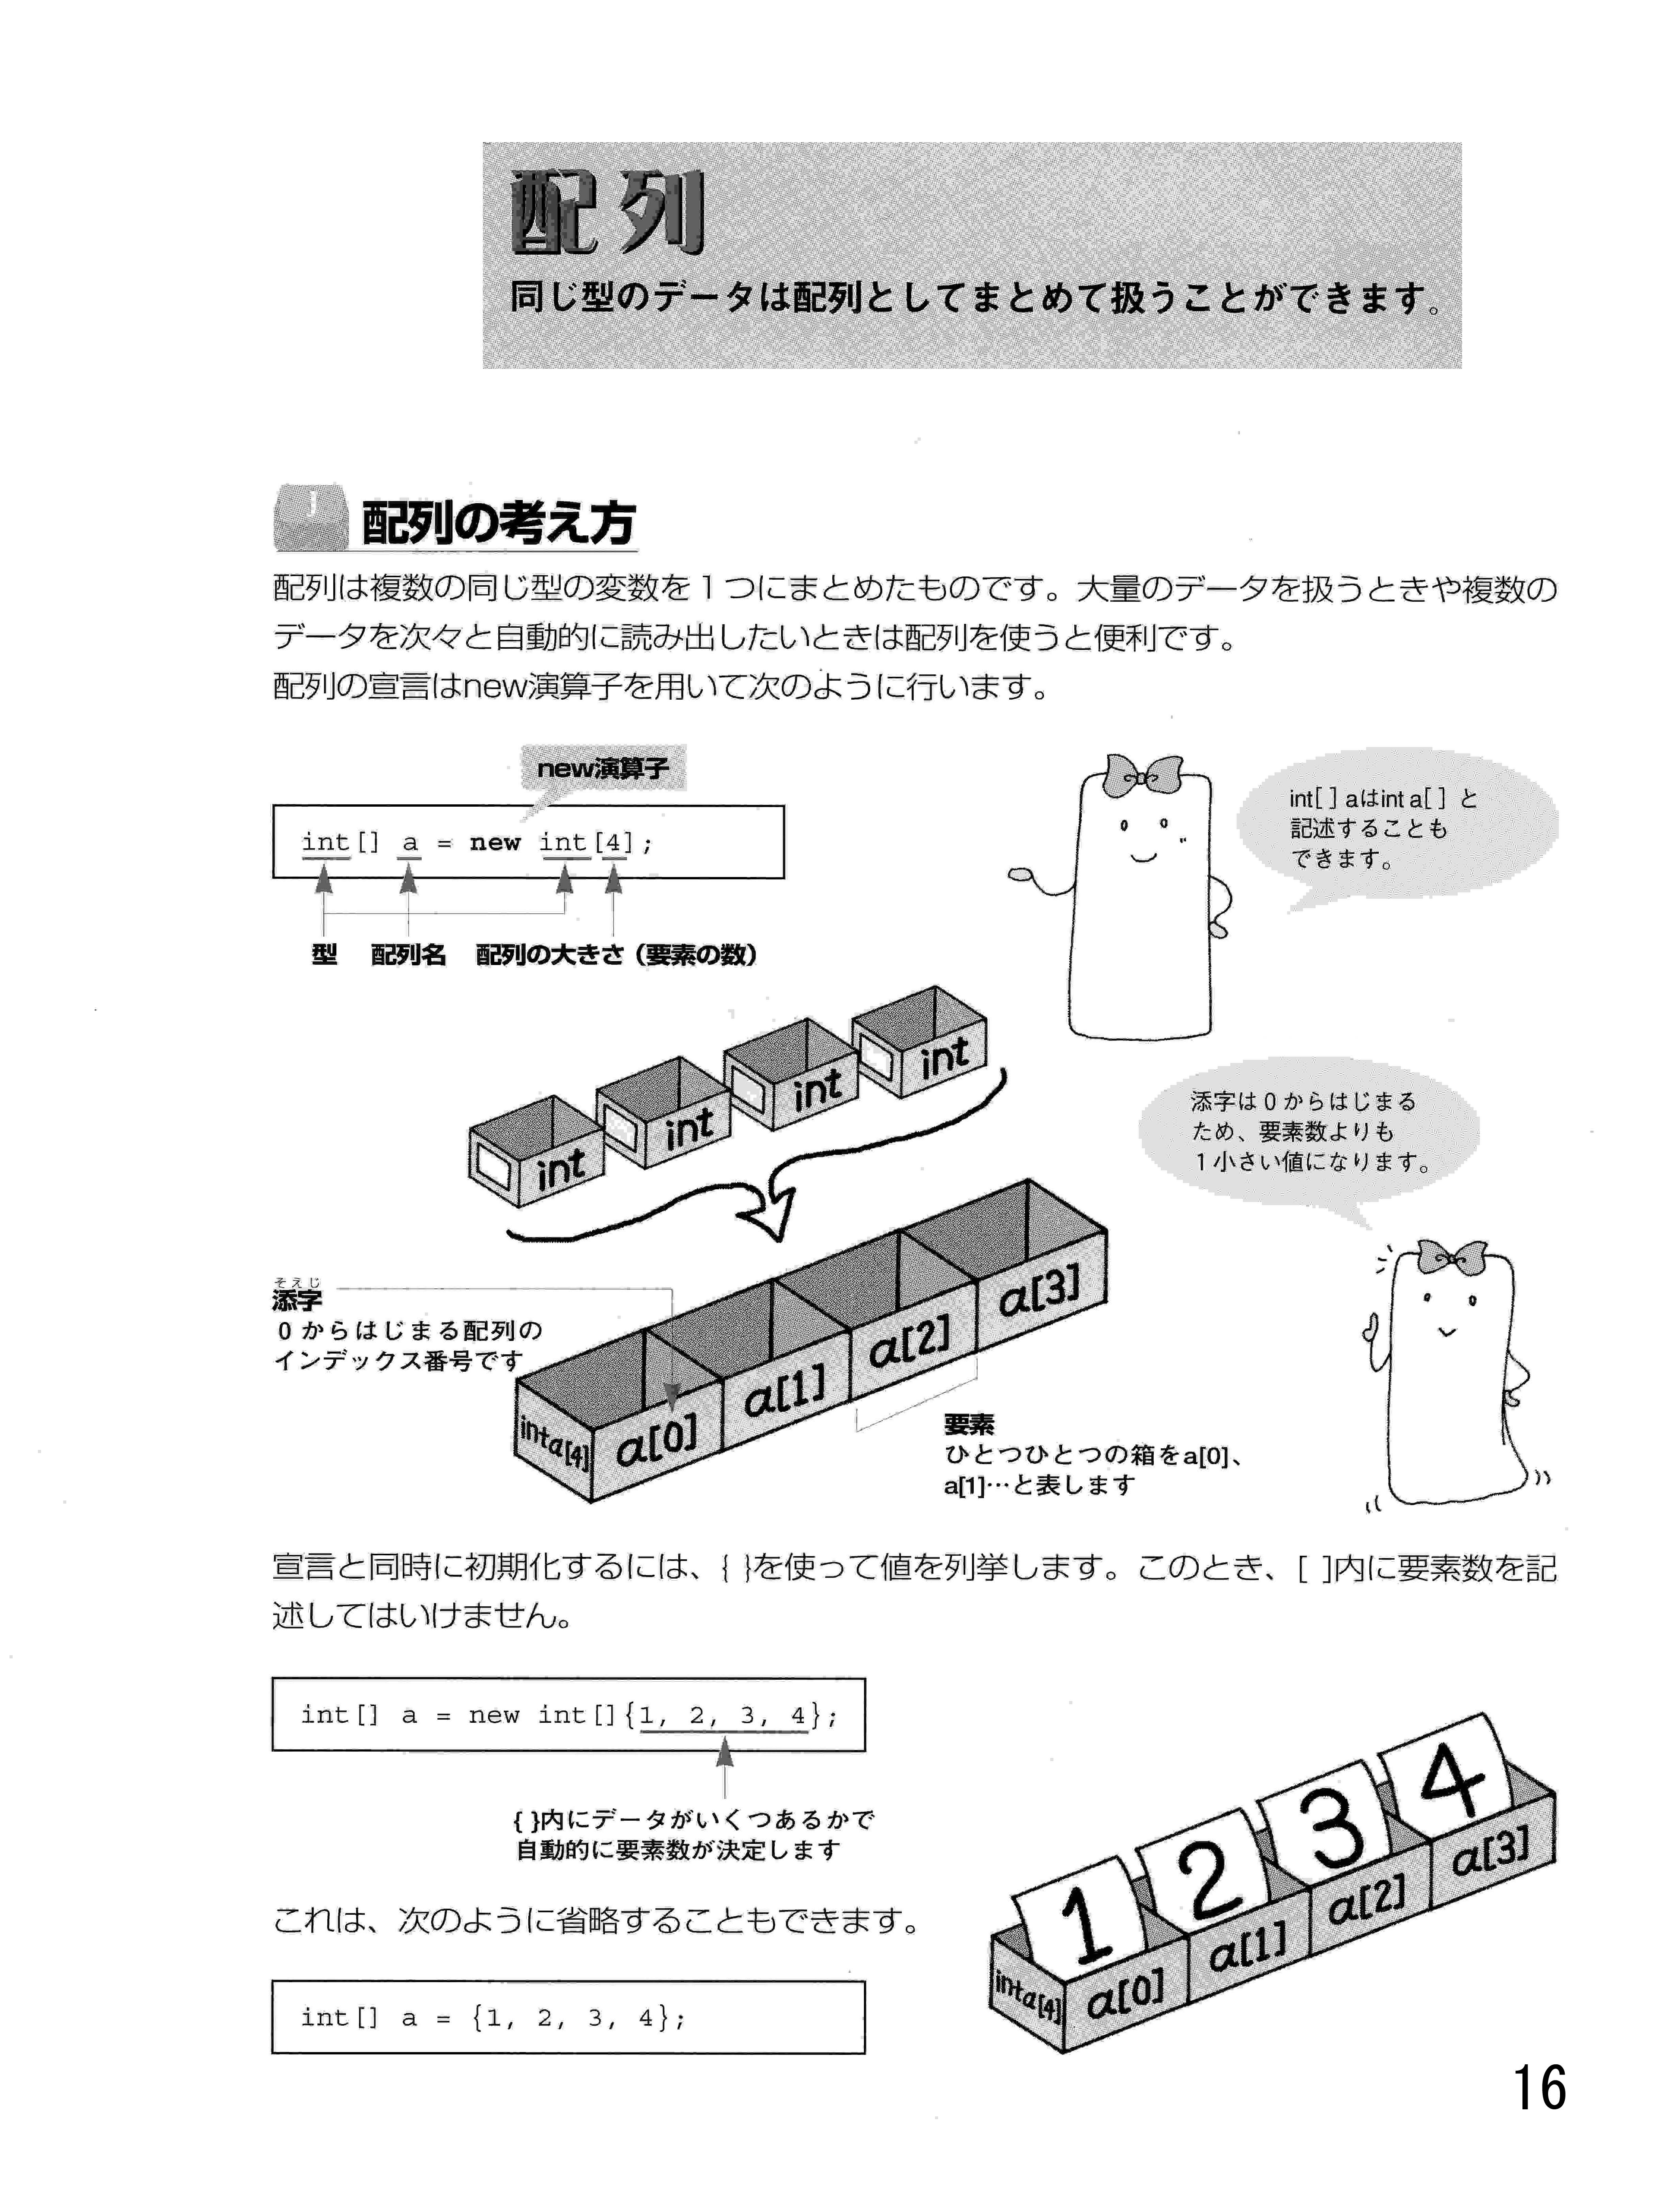 配列
同じ型のデータは配列としてまとめて扱うことができます。
J
配列の考え方
配列は複数の同じ型の変数を1つにまとめたものです。大量のデータを扱うときや複数の
データを次々と自動的に読み出したいときは配列を使うと便利です。
配列の宣言はnew演算子を用いて次のように行います。
new演算子
int[] a = new int[4];
型 配列名 配列の大きさ（要素の数）
int[ ] aはint a[ ] と
記述することも
できます。
int
int
int
int
添字は0からはじまる
ため、要素数よりも
1小さい値になります。
そえじ
添字
0からはじまる配列の
インデックス番号です
inta[4]
a[0]
a[1]
a[2]
a[3]
要素
ひとつひとつの箱をa[0]、
a[1]…と表します
宣言と同時に初期化するには、{ }を使って値を列挙します。このとき、[ ]内に要素数を記
述してはいけません。
int[] a = new int[]{1, 2, 3, 4};
{ }内にデータがいくつあるかで
自動的に要素数が決定します
これは、次のように省略することもできます。
int[] a = {1, 2, 3, 4};
1
2
3
4
inta[4]
a[0]
a[1]
a[2]
a[3]
16